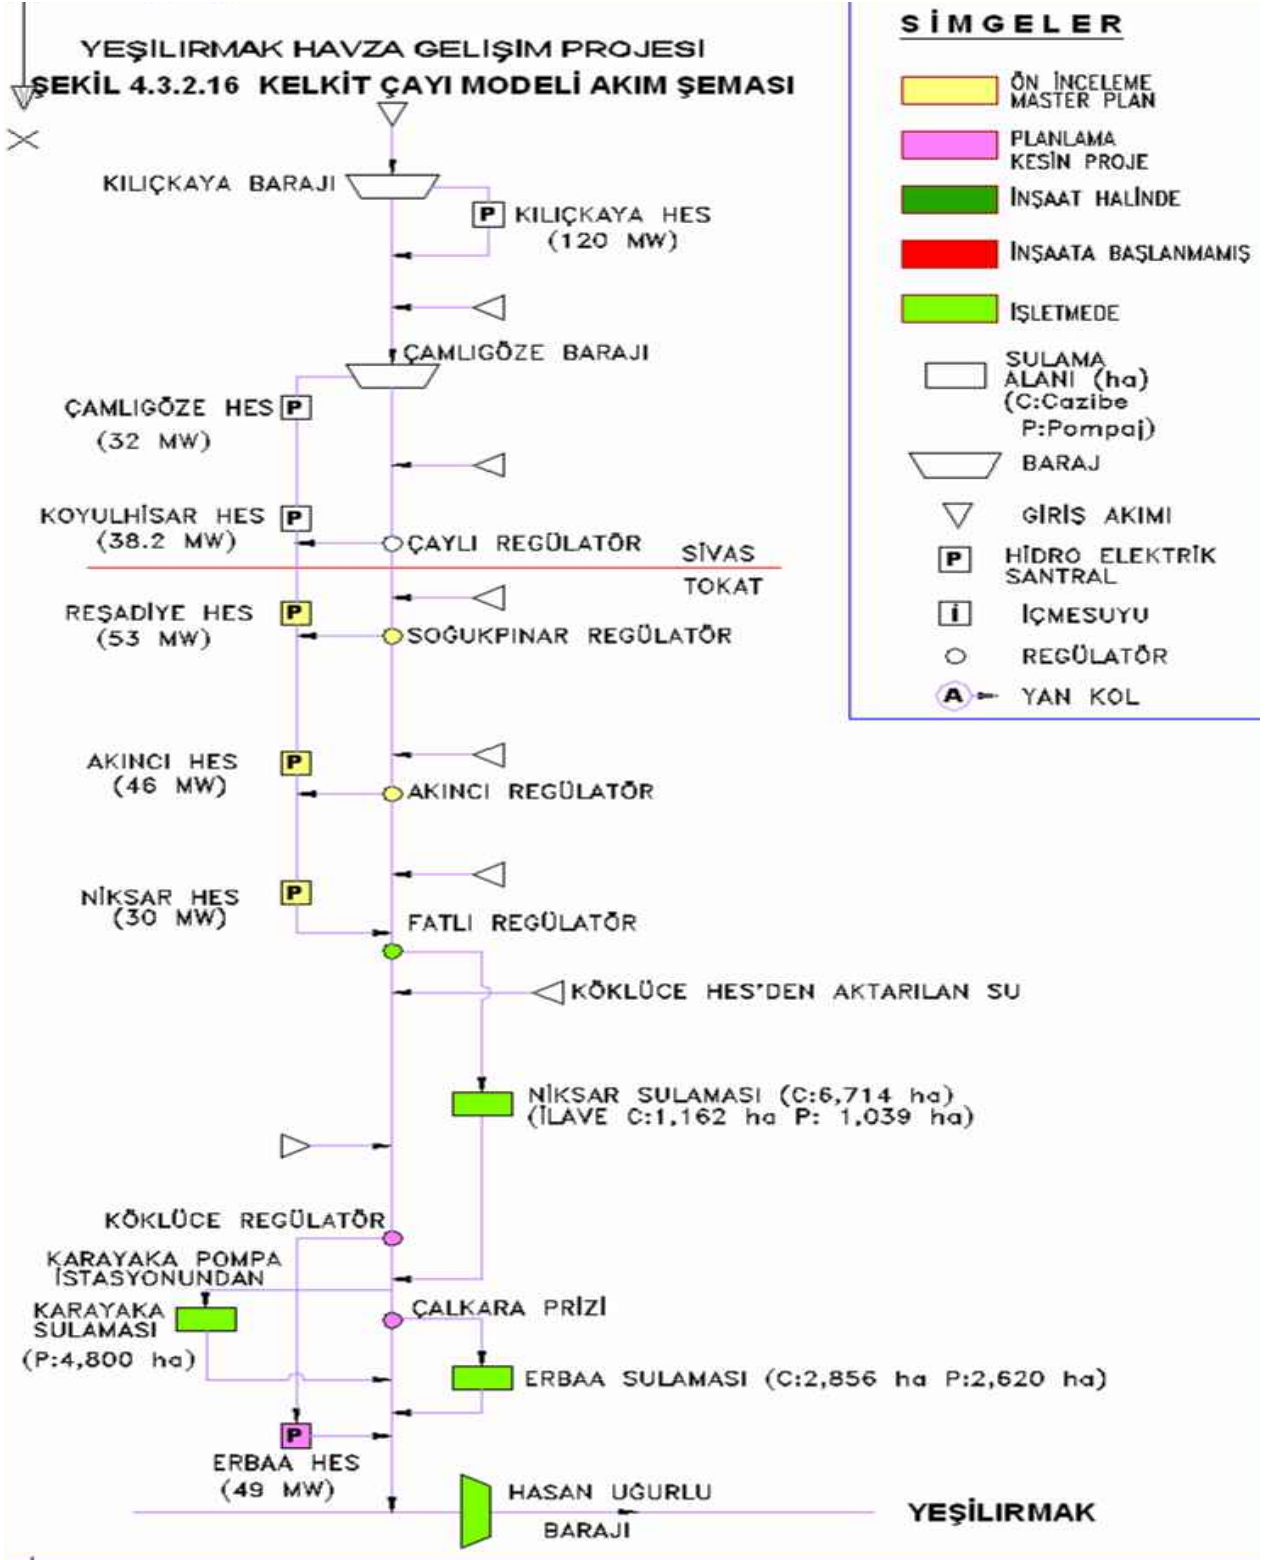 YEŞİLIRMAK HAVZA GELİŞİM PROJESİ
ŞEKİL 4.3.2.16 KELKİT ÇAYI MODELİ AKIM ŞEMASI
KILIÇKAYA BARAJI
P
KILIÇKAYA HES
(120 MW)
ÇAMLIGÖZE BARAJI
ÇAMLIGÖZE HES
P
(32 MW)
KOYULHİSAR HES
P
(38.2 MW)
ÇAYLI REGÜLATÖR
SİVAS
TOKAT
REŞADİYE HES
P
(53 MW)
SOĞUKPINAR REGÜLATÖR
AKINCI HES
P
(46 MW)
AKINCI REGÜLATÖR
NİKSAR HES
P
(30 MW)
FATLI REGÜLATÖR
KÖKLÜCE HES'DEN AKTARILAN SU
NİKSAR SULAMASI (C:6,714 ha)
(İLAVE C:1,162 ha P: 1,039 ha)
KÖKLÜCE REGÜLATÖR
KARAYAKA POMPA
İSTASYONUNDAN
KARAYAKA
SULAMASI
(P:4,800 ha)
ÇALKARA PRİZİ
ERBAA SULAMASI (C:2,856 ha P:2,620 ha)
P
ERBAA HES
(49 MW)
HASAN UĞURLU
BARAJI
YEŞİLIRMAK
SİMGELER
ÖN İNCELEME
MASTER PLAN
PLANLAMA
KESİN PROJE
İNŞAAT HALİNDE
İNŞAATA BAŞLANMAMIŞ
İŞLETMEDE
SULAMA
ALANI (ha)
(C:Cazibe
P:Pompaj)
BARAJ
GİRİŞ AKIMI
P
HİDRO ELEKTRİK
SANTRAL
İ
İÇMESUYU
REGÜLATÖR
A
YAN KOL